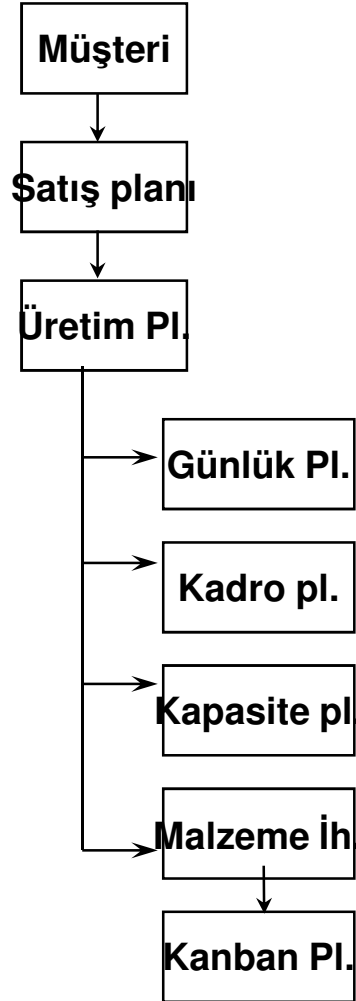 Müşteri
Satış planı
Üretim Pl.
Günlük Pl.
Kadro pl.
Kapasite pl.
Malzeme İh.
Kanban Pl.